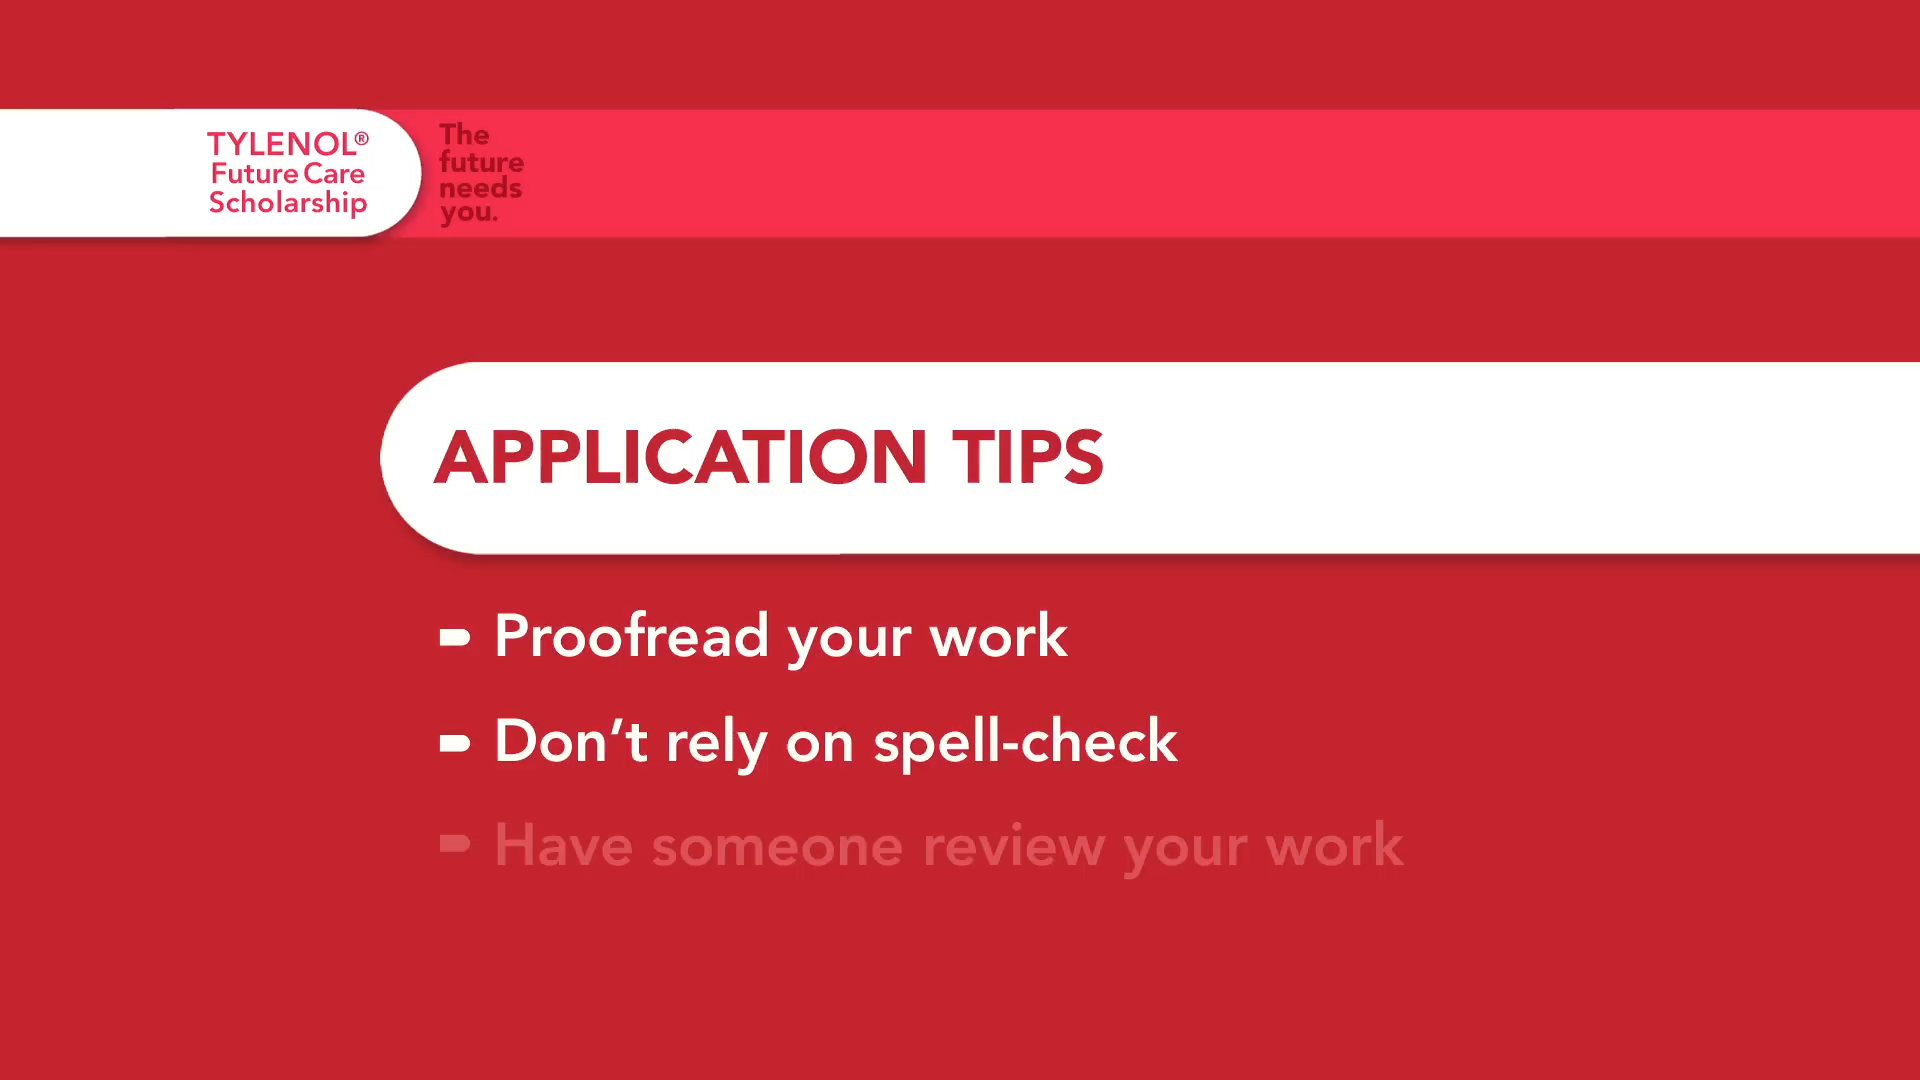 TYLENOL®
Future Care
Scholarship
The
future
needs
you.
APPLICATION TIPS
Proofread your work
Don’t rely on spell-check
Have someone review your work